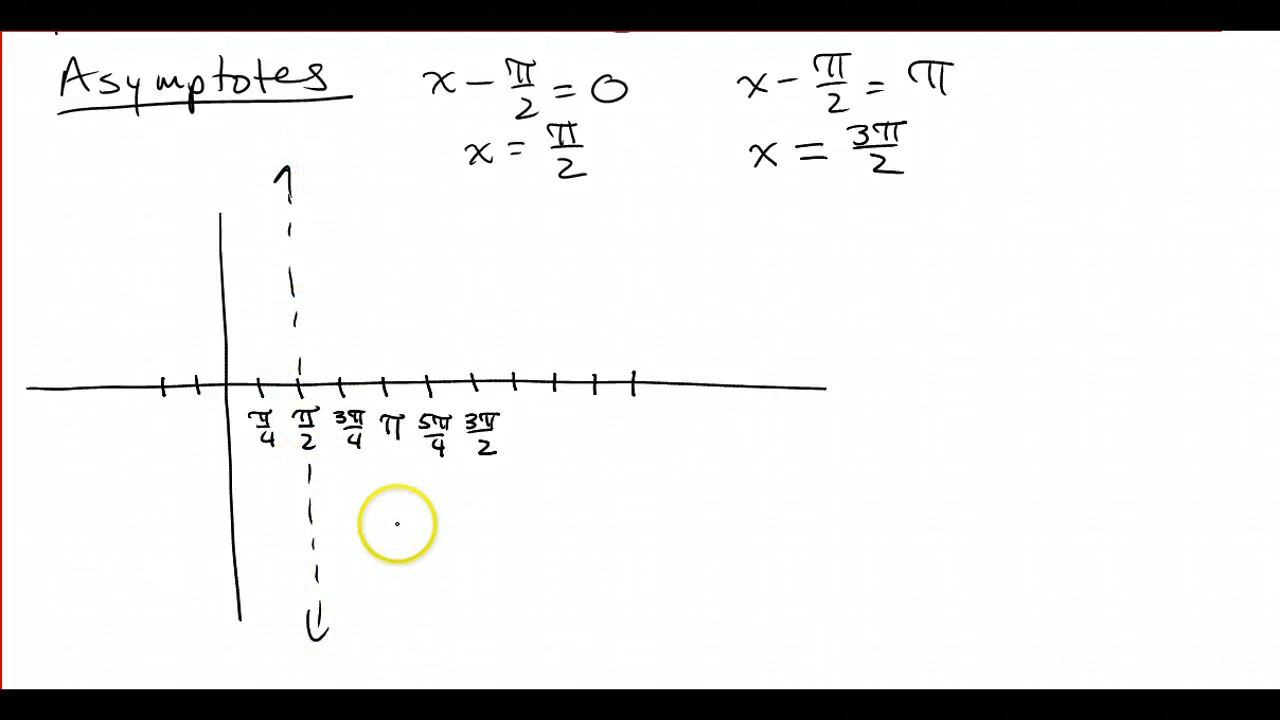 Asymptotes
x - π/2 = 0
x = π/2
x - π/2 = π
x = 3π/2
π/4 π/2 3π/4 π 5π/4 3π/2